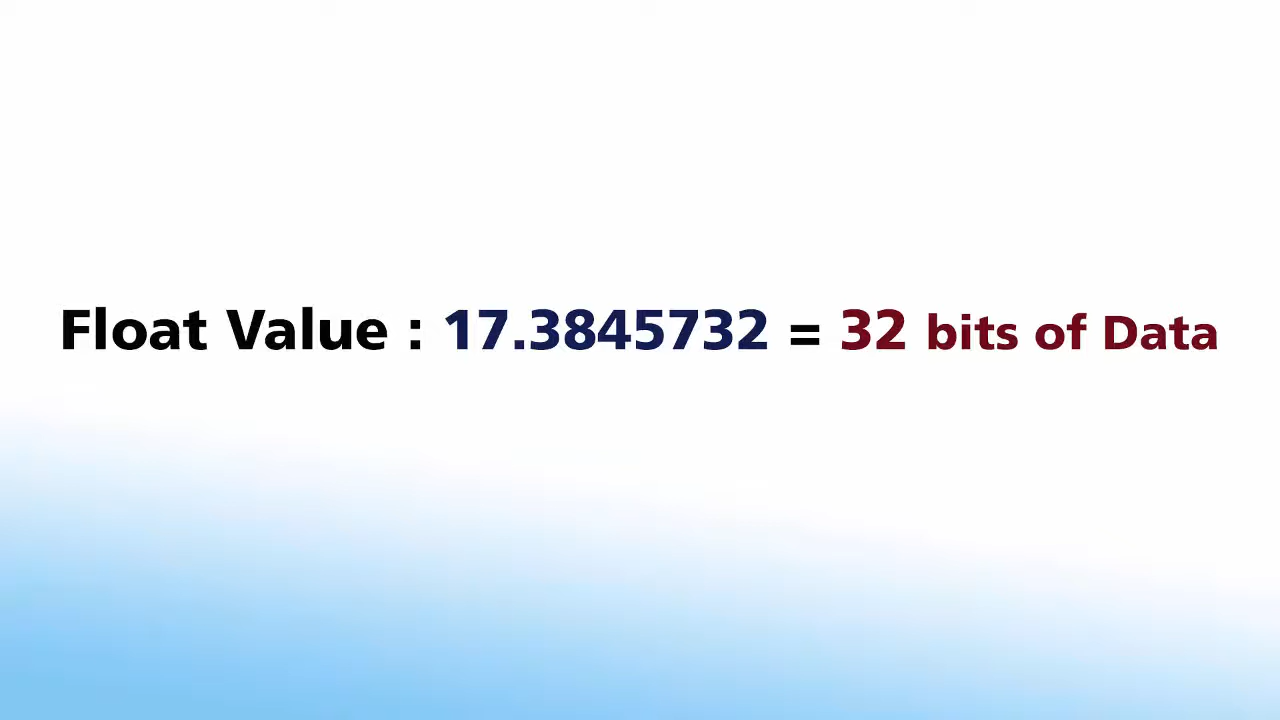 Float Value : 17.3845732 = 32 bits of Data